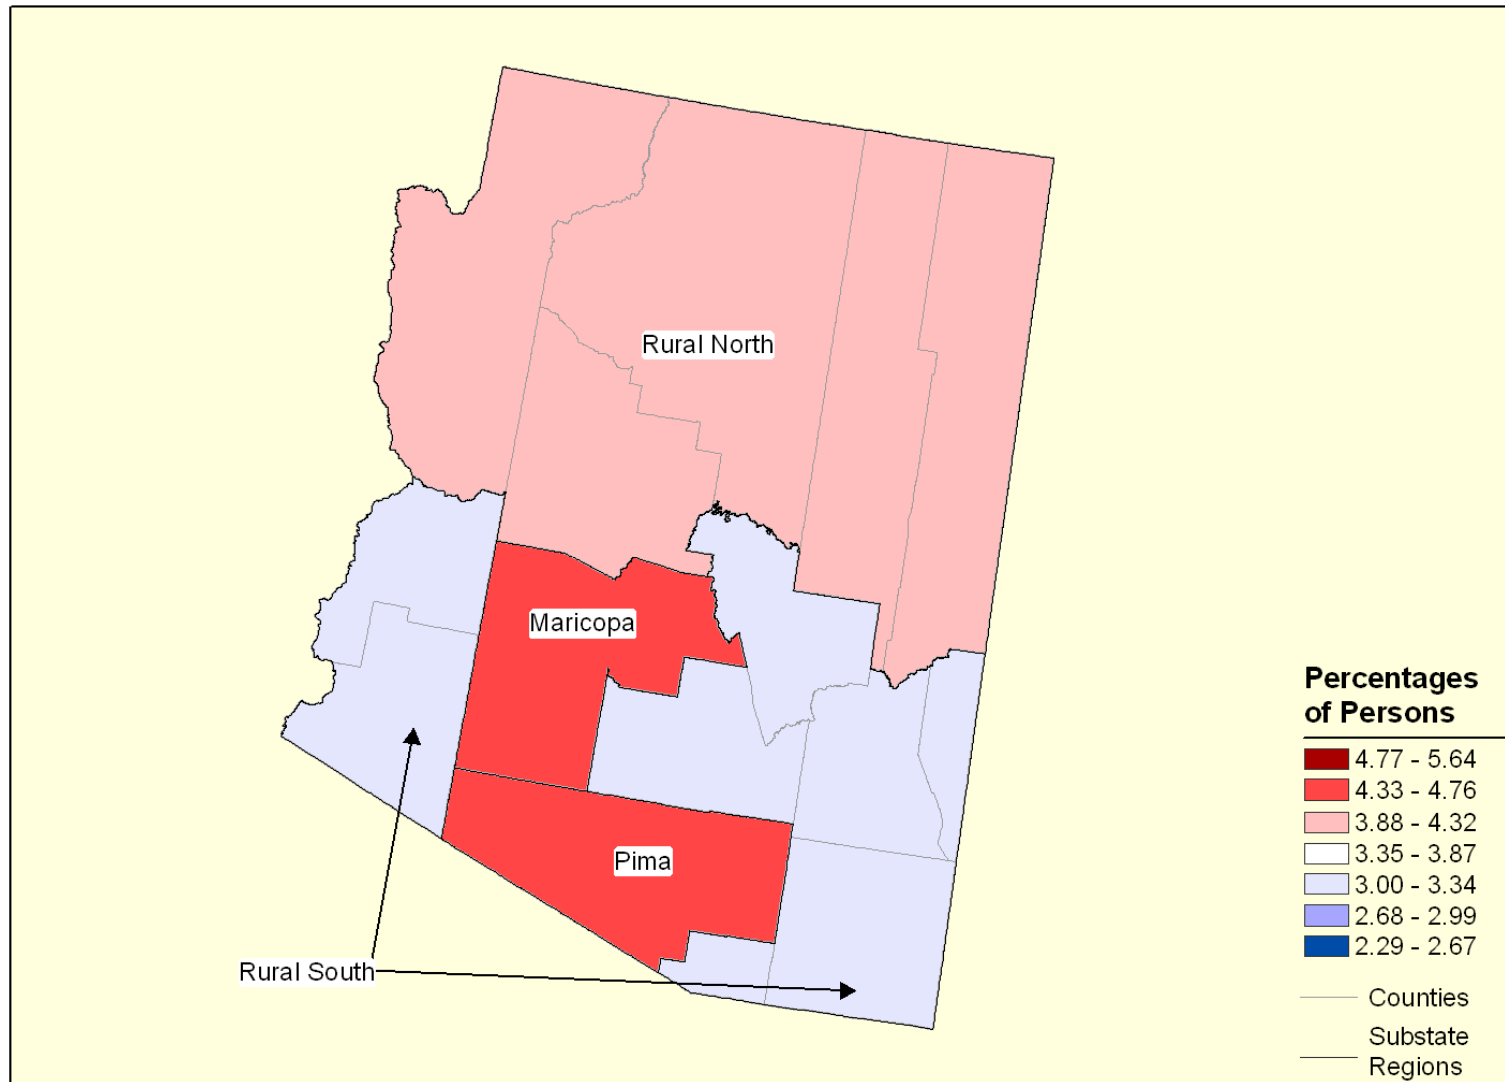 Rural North
Maricopa
Pima
Rural South
Percentages
of Persons
4.77 - 5.64
4.33 - 4.76
3.88 - 4.32
3.35 - 3.87
3.00 - 3.34
2.68 - 2.99
2.29 - 2.67
Counties
Substate
Regions